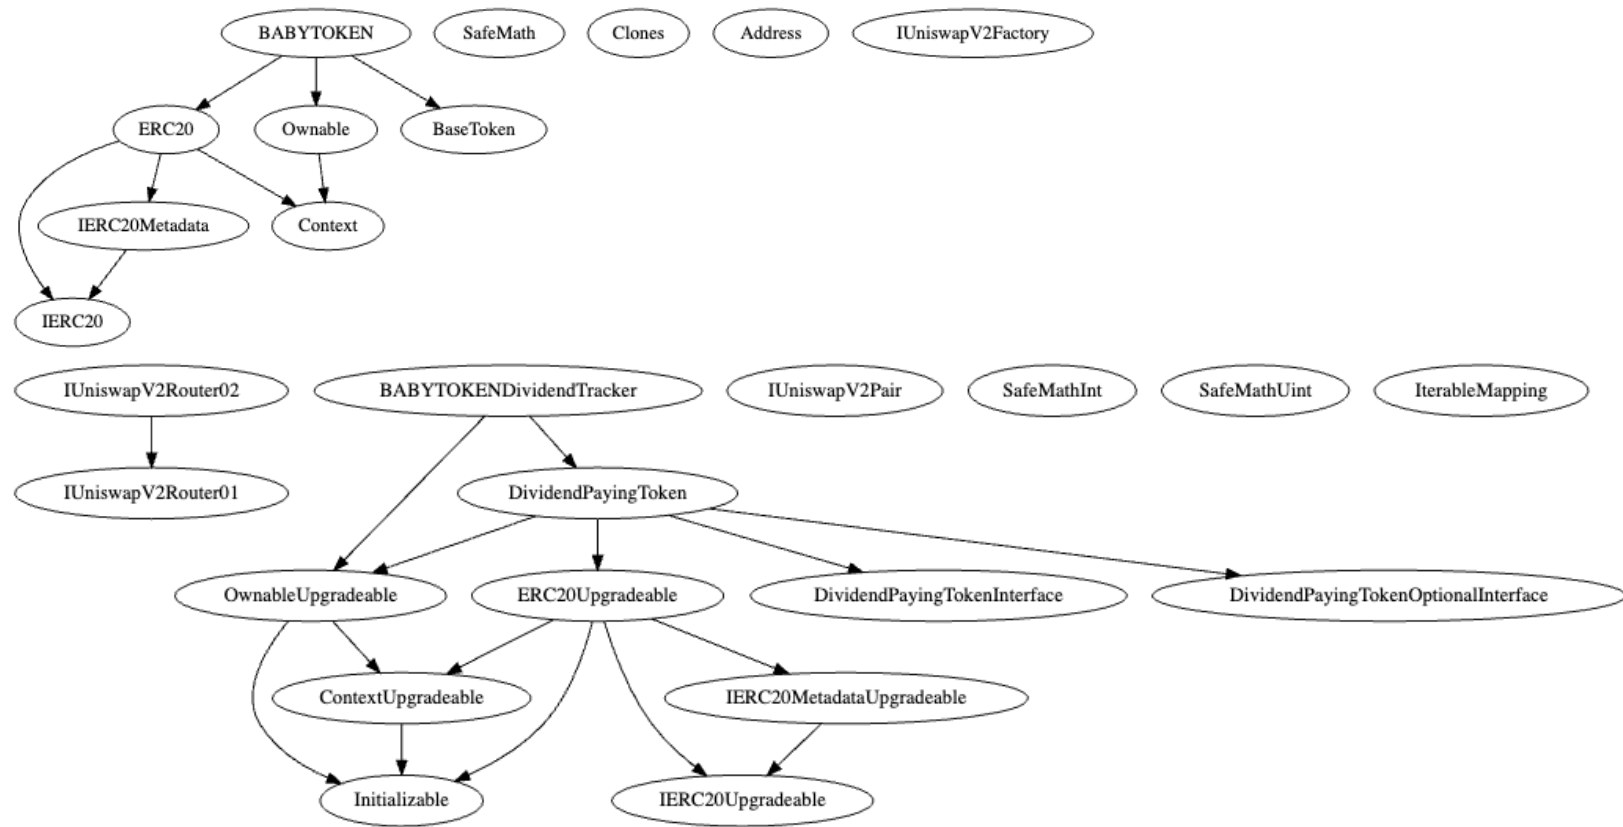 BABYTOKEN
SafeMath
Clones
Address
IUniswapV2Factory
ERC20
Ownable
BaseToken
IERC20Metadata
Context
IERC20
IUniswapV2Router02
BABYTOKENDividendTracker
IUniswapV2Pair
SafeMathInt
SafeMathUint
IterableMapping
IUniswapV2Router01
DividendPayingToken
OwnableUpgradeable
ERC20Upgradeable
DividendPayingTokenInterface
DividendPayingTokenOptionalInterface
ContextUpgradeable
IERC20MetadataUpgradeable
Initializable
IERC20Upgradeable